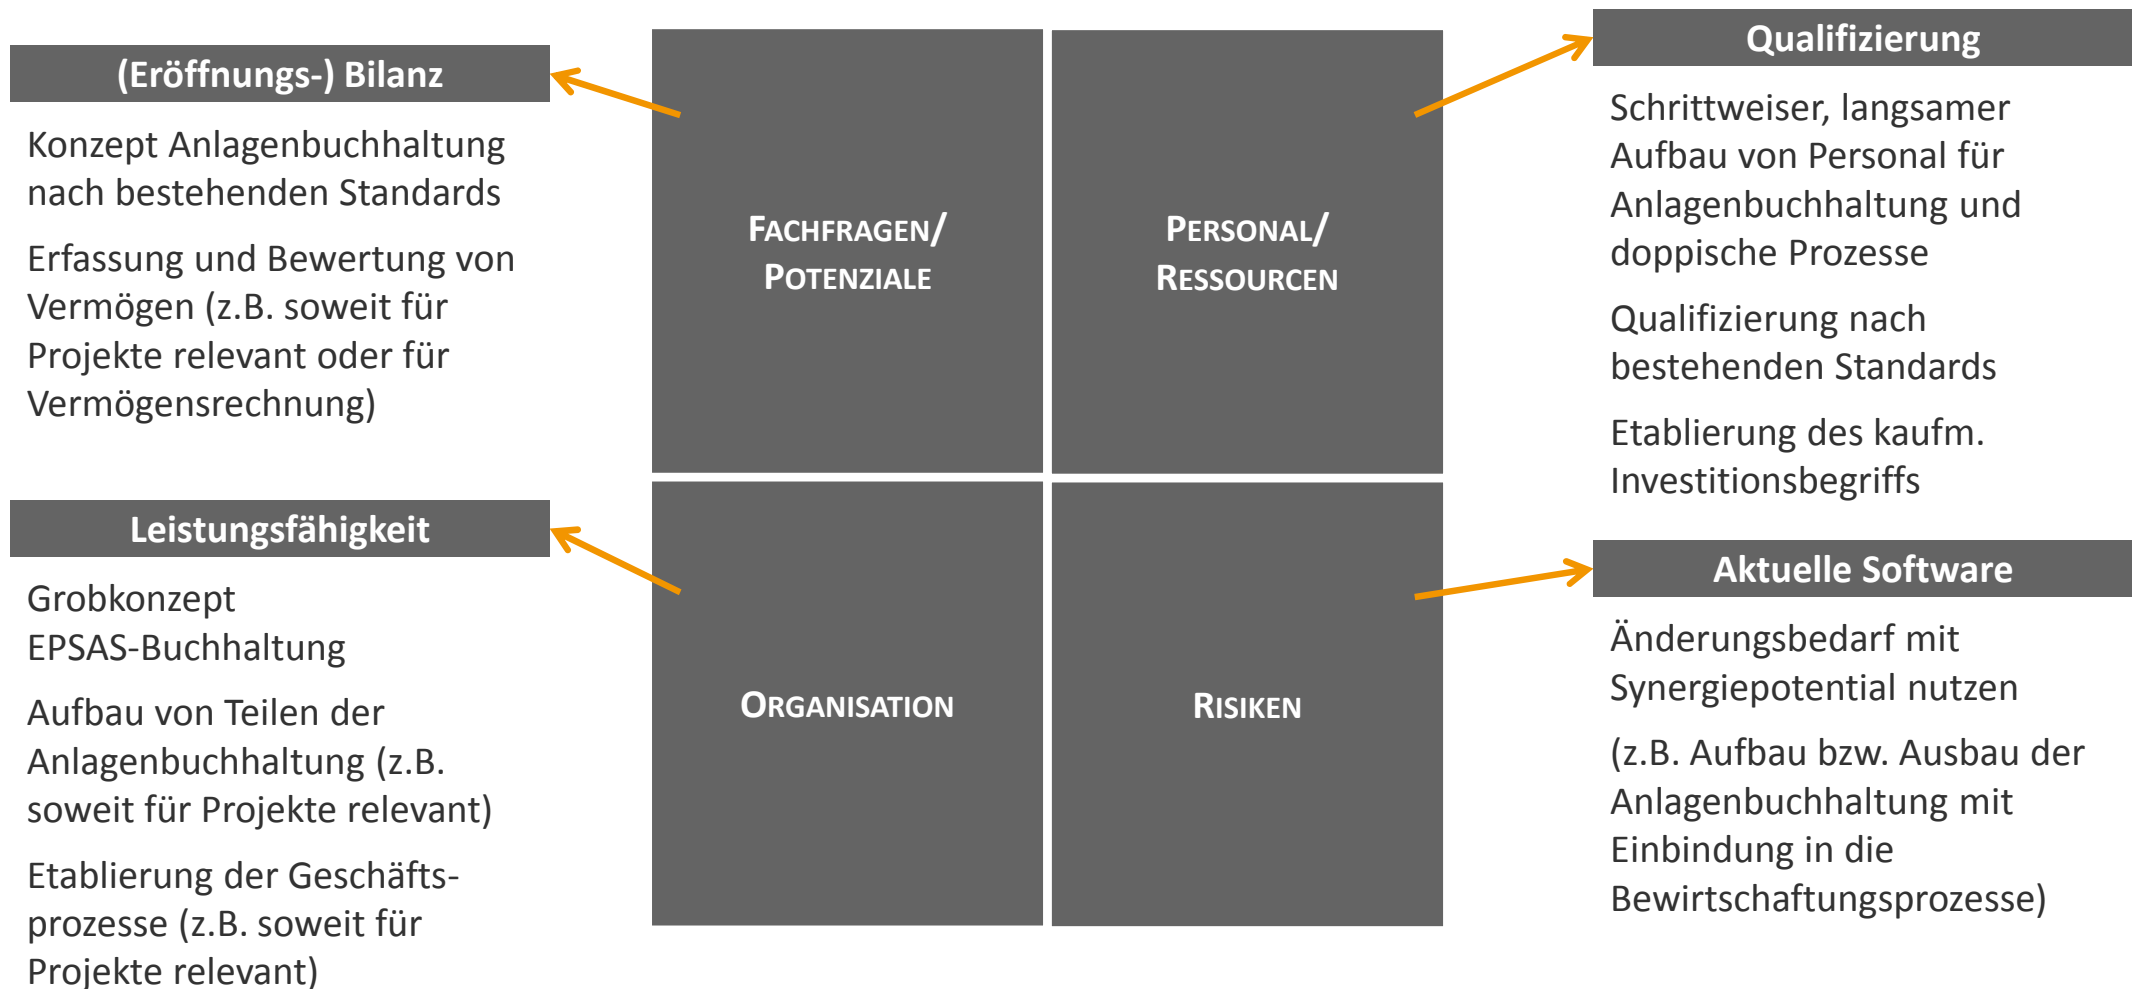 (Eröffnungs-) Bilanz
Konzept Anlagenbuchhaltung
nach bestehenden Standards
Erfassung und Bewertung von
Vermögen (z.B. soweit für
Projekte relevant oder für
Vermögensrechnung)
Leistungsfähigkeit
Grobkonzept
EPSAS-Buchhaltung
Aufbau von Teilen der
Anlagenbuchhaltung (z.B.
soweit für Projekte relevant)
Etablierung der Geschäfts-
prozesse (z.B. soweit für
Projekte relevant)
FACHFRAGEN/
POTENZIALE
PERSONAL/
RESSOURCEN
ORGANISATION
RISIKEN
Qualifizierung
Schrittweiser, langsamer
Aufbau von Personal für
Anlagenbuchhaltung und
doppische Prozesse
Qualifizierung nach
bestehenden Standards
Etablierung des kaufm.
Investitionsbegriffs
Aktuelle Software
Änderungsbedarf mit
Synergiepotential nutzen
(z.B. Aufbau bzw. Ausbau der
Anlagenbuchhaltung mit
Einbindung in die
Bewirtschaftungsprozesse)